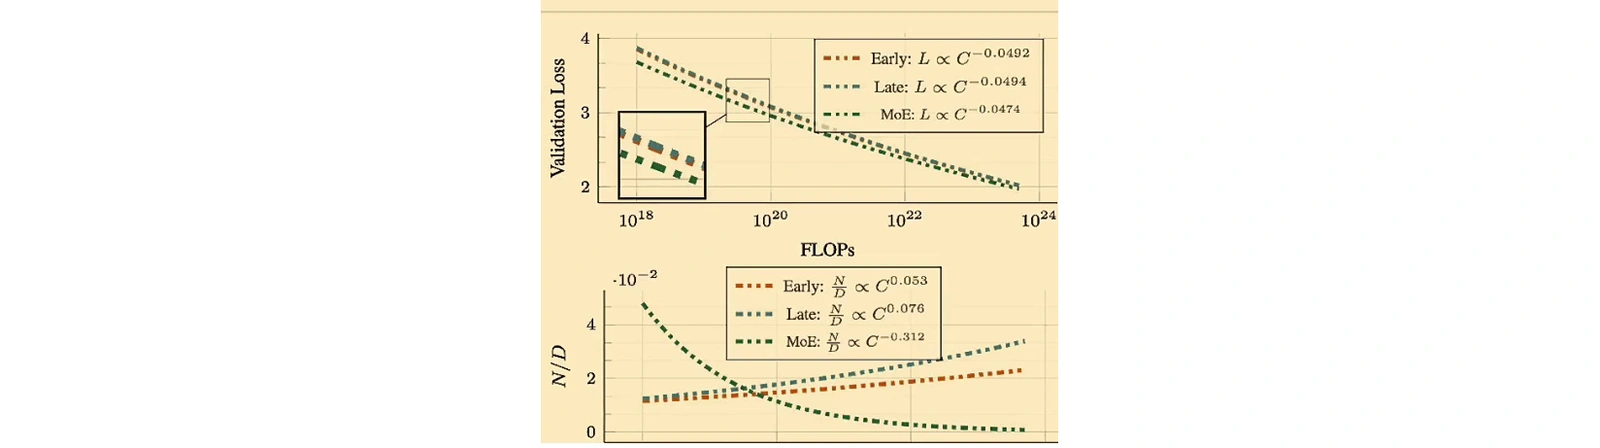 4
Early: L ∝ C^−0.0492
Late: L ∝ C^−0.0494
MoE: L ∝ C^−0.0474
3
Validation Loss
2
10^18 10^20 10^22 10^24
FLOPs
·10^−2
Early: N/D ∝ C^0.053
Late: N/D ∝ C^0.076
MoE: N/D ∝ C^−0.312
4
N/D
2
0